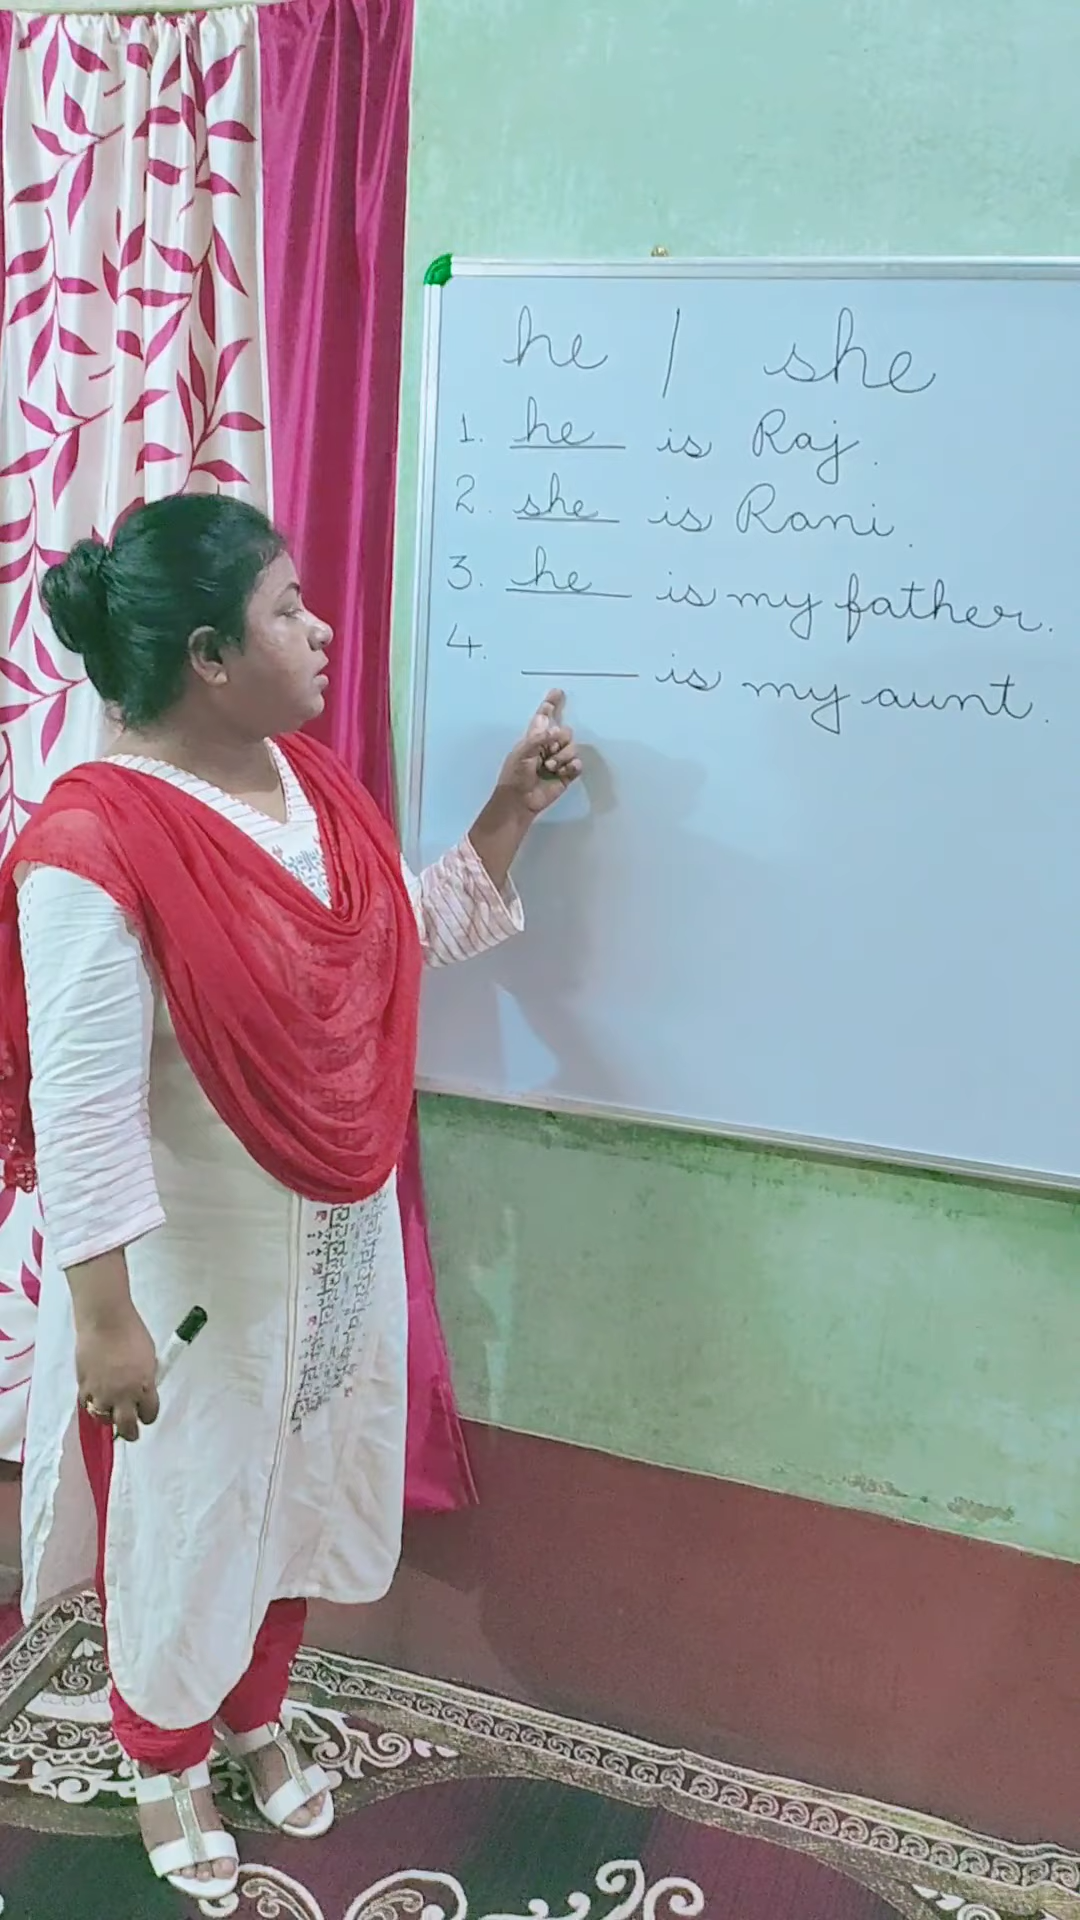 he / she
1. he is Raj.
2. she is Rani.
3. he is my father.
4. ____ is my aunt.